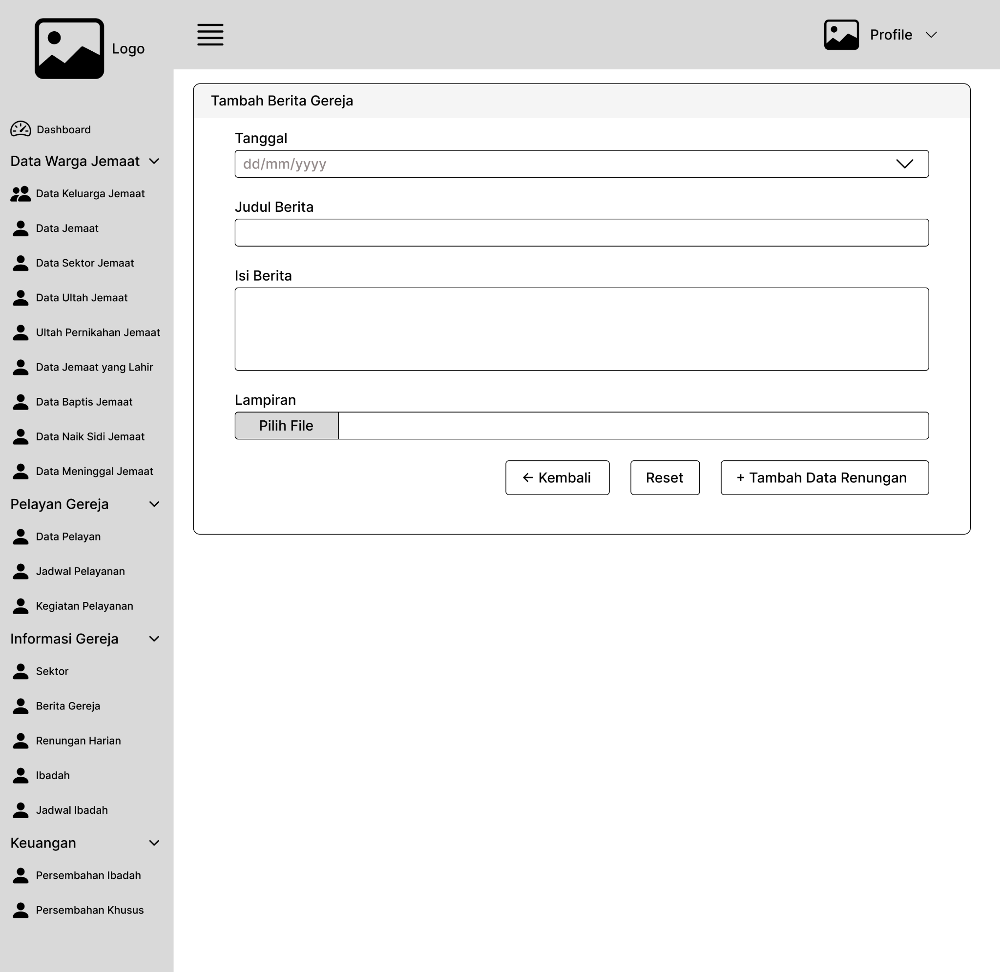 Logo
Profile
Dashboard
Data Warga Jemaat
Data Keluarga Jemaat
Data Jemaat
Data Sektor Jemaat
Data Ultah Jemaat
Ultah Pernikahan Jemaat
Data Jemaat yang Lahir
Data Baptis Jemaat
Data Naik Sidi Jemaat
Data Meninggal Jemaat
Pelayan Gereja
Data Pelayan
Jadwal Pelayanan
Kegiatan Pelayanan
Informasi Gereja
Sektor
Berita Gereja
Renungan Harian
Ibadah
Jadwal Ibadah
Keuangan
Persembahan Ibadah
Persembahan Khusus
Tambah Berita Gereja
Tanggal
dd/mm/yyyy
Judul Berita
Isi Berita
Lampiran
Pilih File
← Kembali
Reset
+ Tambah Data Renungan